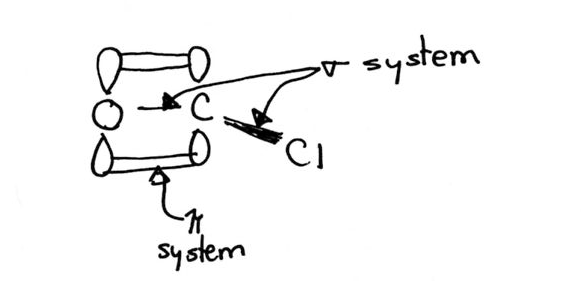 σ system
O C
Cl
π
system